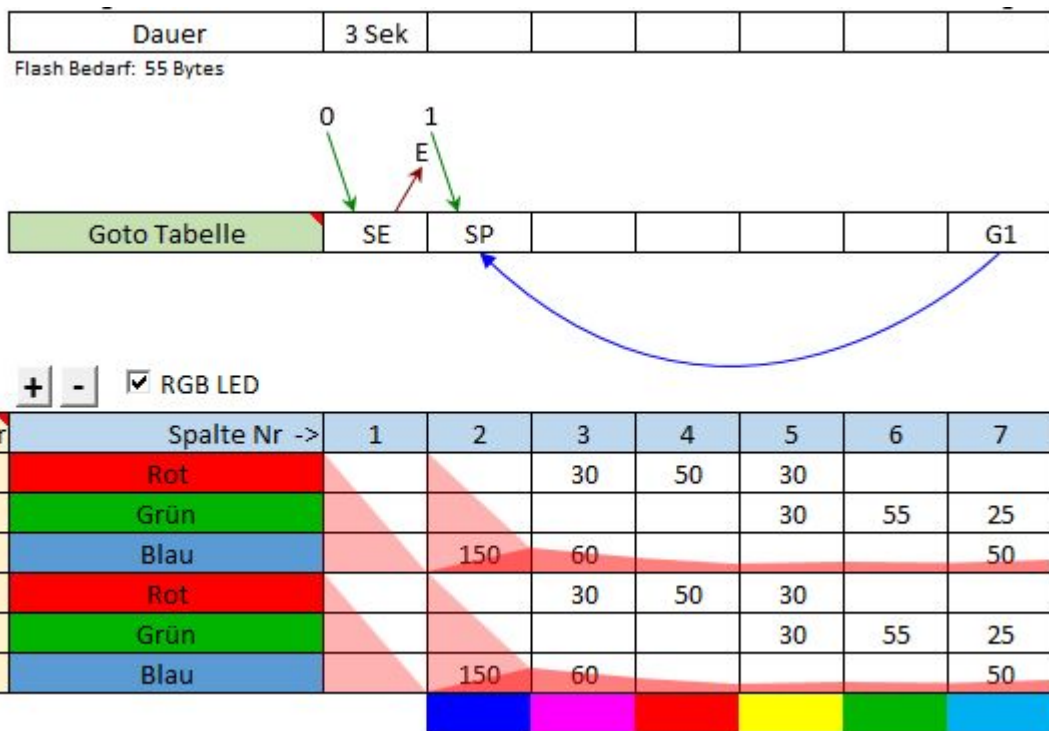 Dauer 3 Sek
Flash Bedarf: 55 Bytes
0 1
E
Goto Tabelle SE SP G1
+ - RGB LED
r Spalte Nr -> 1 2 3 4 5 6 7
Rot 30 50 30
Grün 30 55 25
Blau 150 60 50
Rot 30 50 30
Grün 30 55 25
Blau 150 60 50